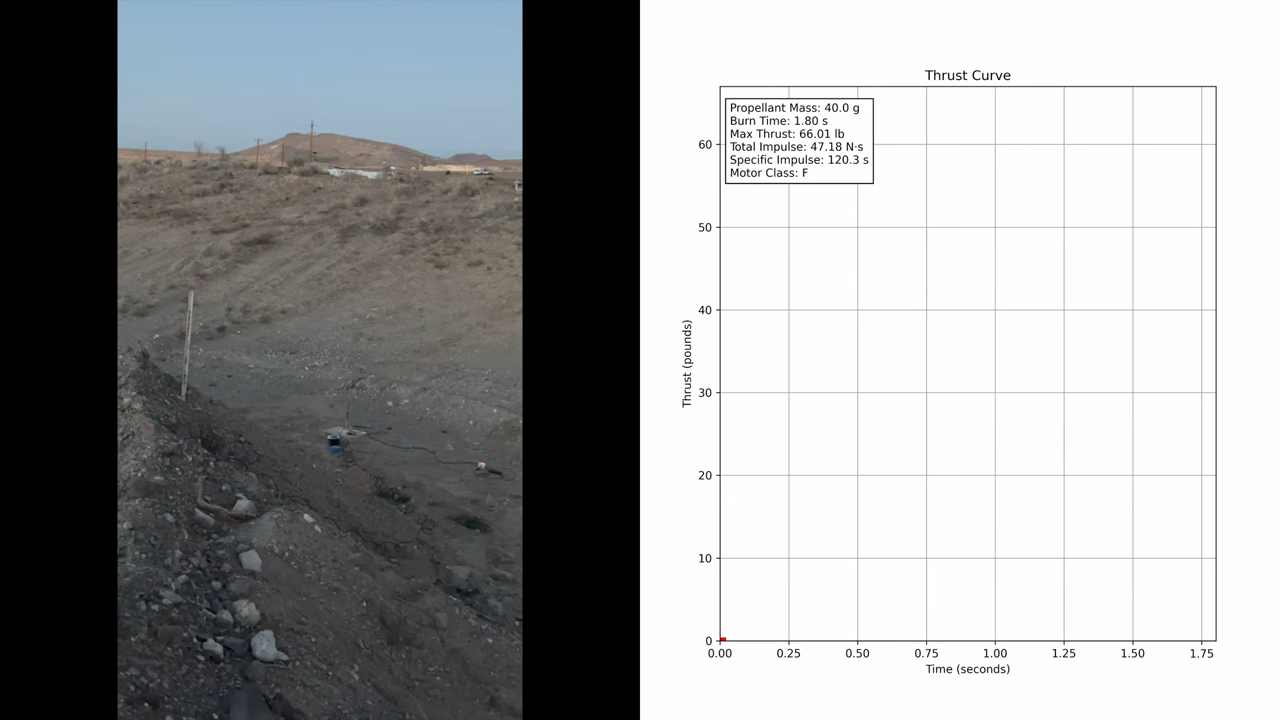 Thrust Curve
Propellant Mass: 40.0 g
Burn Time: 1.80 s
Max Thrust: 66.01 lb
Total Impulse: 47.18 N·s
Specific Impulse: 120.3 s
Motor Class: F
60
50
40
30
20
10
0
Thrust (pounds)
0.00 0.25 0.50 0.75 1.00 1.25 1.50 1.75
Time (seconds)